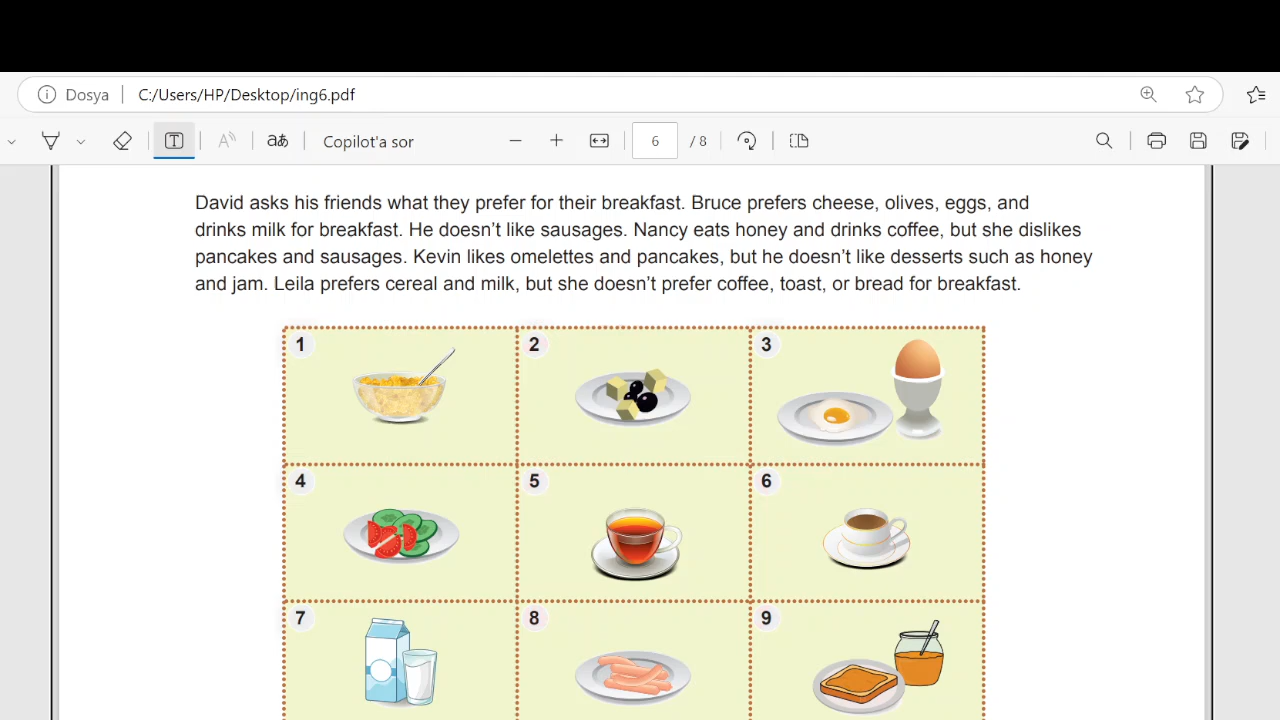 Dosya C:/Users/HP/Desktop/ing6.pdf
aあ Copilot'a sor 6 / 8
David asks his friends what they prefer for their breakfast. Bruce prefers cheese, olives, eggs, and
drinks milk for breakfast. He doesn’t like sausages. Nancy eats honey and drinks coffee, but she dislikes
pancakes and sausages. Kevin likes omelettes and pancakes, but he doesn’t like desserts such as honey
and jam. Leila prefers cereal and milk, but she doesn’t prefer coffee, toast, or bread for breakfast.
1 2 3
4 5 6
7 8 9